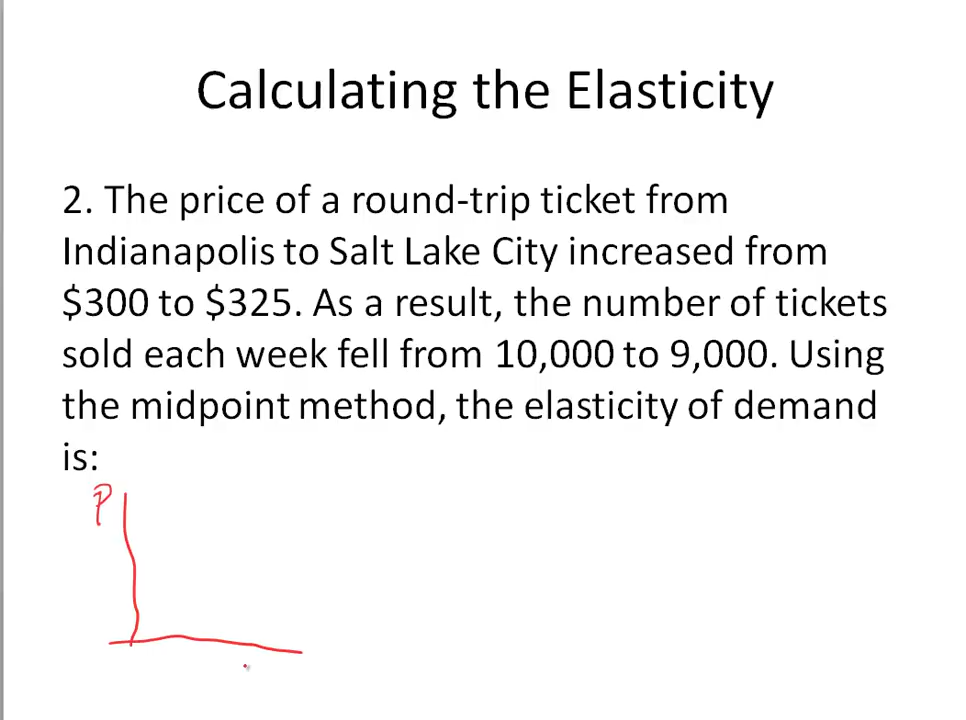 Calculating the Elasticity
2. The price of a round-trip ticket from
Indianapolis to Salt Lake City increased from
$300 to $325. As a result, the number of tickets
sold each week fell from 10,000 to 9,000. Using
the midpoint method, the elasticity of demand
is:
P